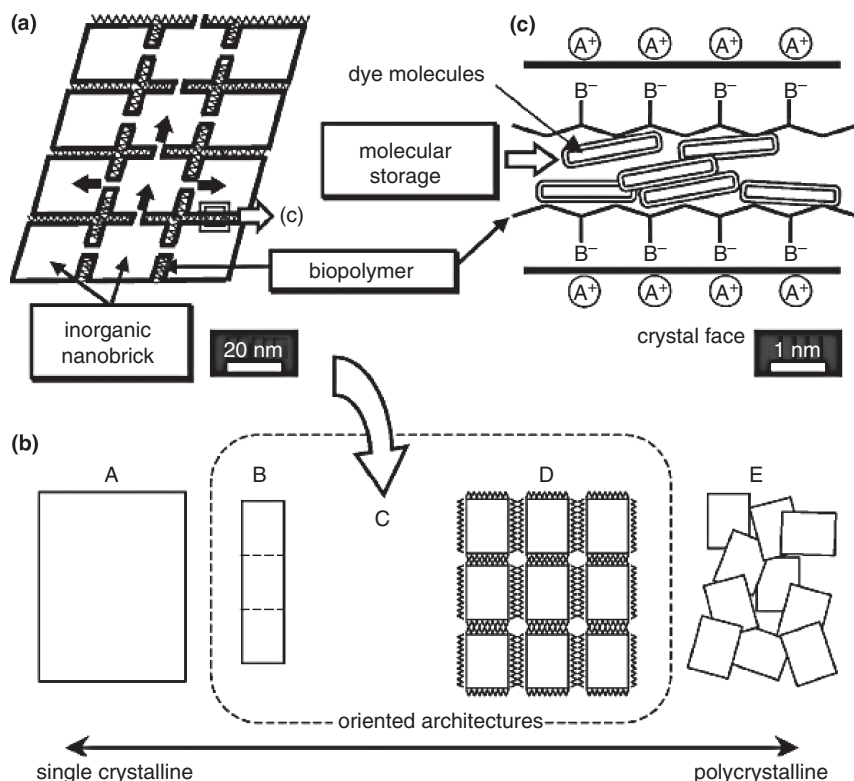 (a)
(c)
inorganic
nanobrick
20 nm
biopolymer
(c)
A+ A+ A+ A+
dye molecules
B− B− B− B−
molecular
storage
B− B− B− B−
A+ A+ A+ A+
crystal face
1 nm
(b)
A
B
C
D
E
oriented architectures
single crystalline
polycrystalline